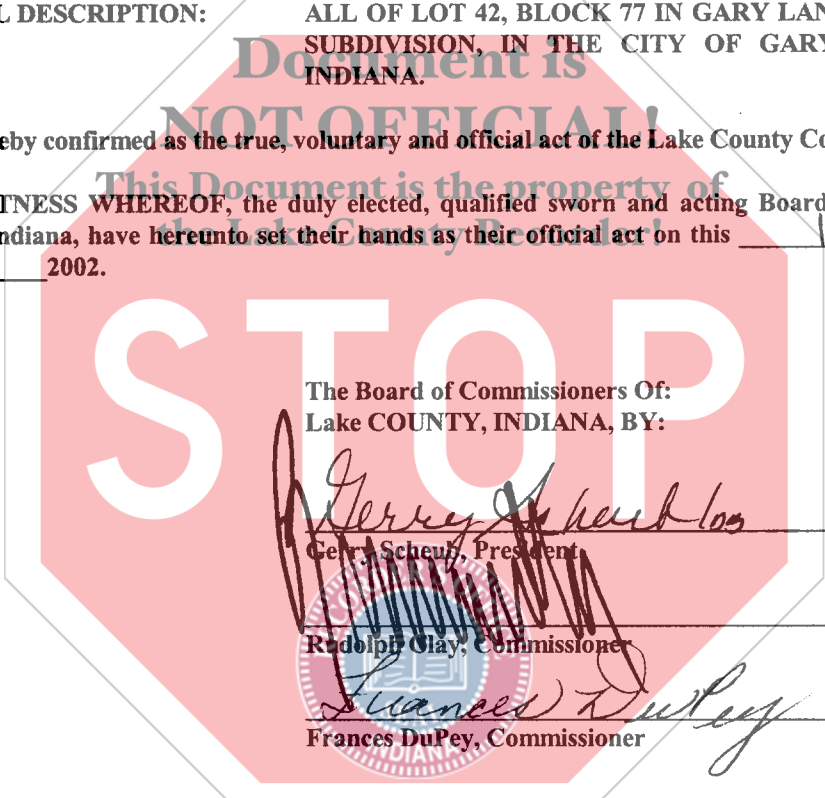 L DESCRIPTION: ALL OF LOT 42, BLOCK 77 IN GARY LAN
SUBDIVISION, IN THE CITY OF GARY
INDIANA.
Document is
NOT OFFICIAL!
eby confirmed as the true, voluntary and official act of the Lake County Co
This Document is the property of
the Lake County Recorder!
TNESS WHEREOF, the duly elected, qualified sworn and acting Board
ndiana, have hereunto set their hands as their official act on this
2002.
STOP
The Board of Commissioners Of:
Lake COUNTY, INDIANA, BY:
Gerry Scheub
Gerry Scheub, President
Rudolph Clay, Commissioner
Frances DuPey
Frances DuPey, Commissioner
INDIANA